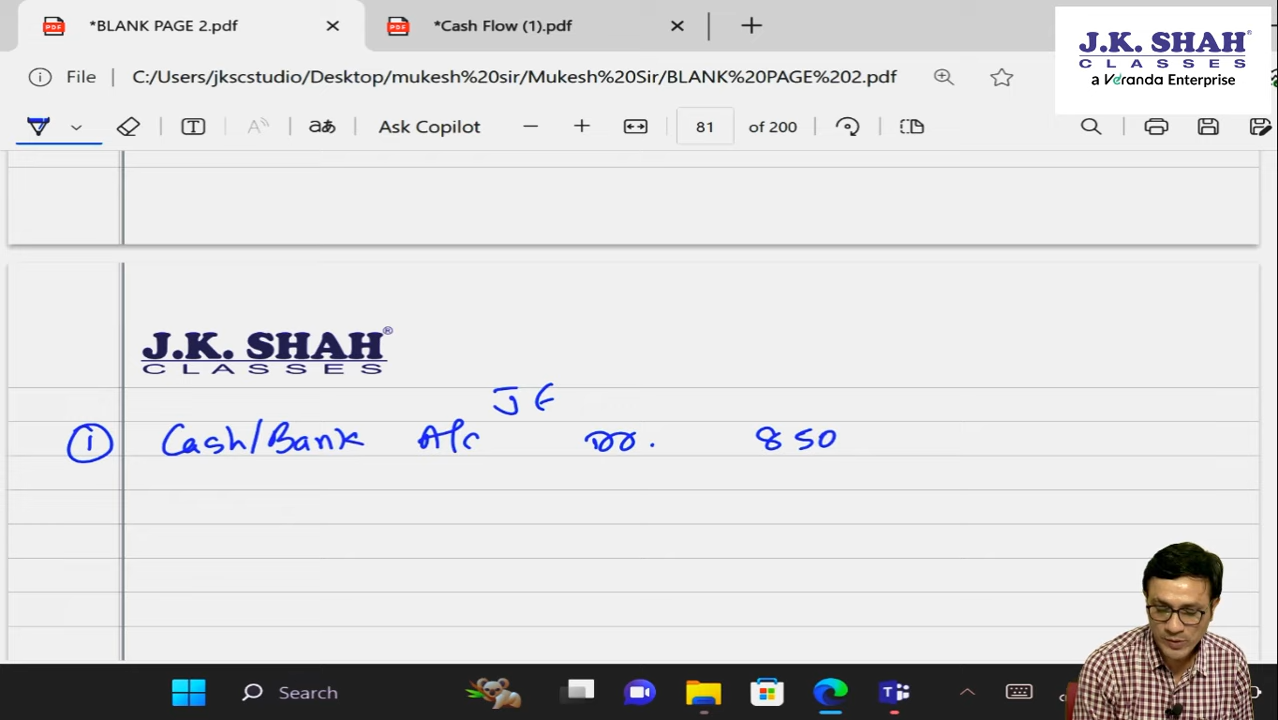 *BLANK PAGE 2.pdf
*Cash Flow (1).pdf
J.K. SHAH®
CLASSES
a Veranda Enterprise
File C:/Users/jkscstudio/Desktop/mukesh%20sir/Mukesh%20Sir/BLANK%20PAGE%202.pdf
Ask Copilot 81 of 200
J.K. SHAH®
CLASSES
JE
① Cash/Bank A/c Dr. 850
Search